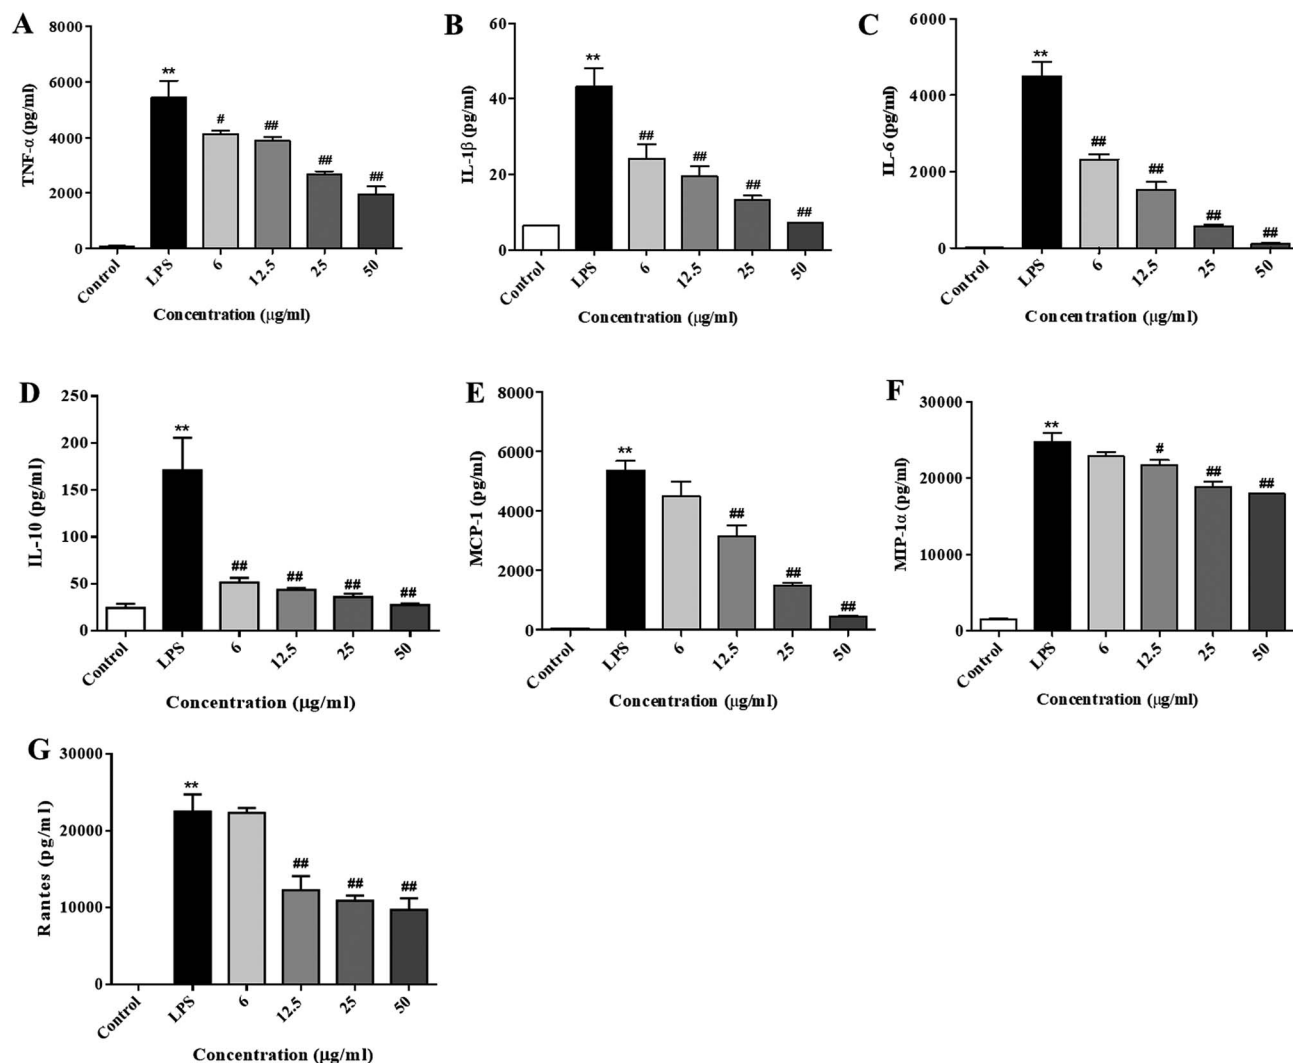 A
TNF-α (pg/ml)
8000
6000
4000
2000
0
**
#
##
##
##
Control
LPS
6
12.5
25
50
Concentration (μg/ml)
B
IL-1β (pg/ml)
60
40
20
0
**
##
##
##
##
Control
LPS
6
12.5
25
50
Concentration (μg/ml)
C
IL-6 (pg/ml)
6000
4000
2000
0
**
##
##
##
##
Control
LPS
6
12.5
25
50
Concentration (μg/ml)
D
IL-10 (pg/ml)
250
200
150
100
50
0
**
##
##
##
##
Control
LPS
6
12.5
25
50
Concentration (μg/ml)
E
MCP-1 (pg/ml)
8000
6000
4000
2000
0
**
##
##
##
Control
LPS
6
12.5
25
50
Concentration (μg/ml)
F
MIP-1α (pg/ml)
30000
20000
10000
0
**
#
##
##
Control
LPS
6
12.5
25
50
Concentration (μg/ml)
G
Rantes (pg/ml)
30000
20000
10000
0
**
##
##
##
Control
LPS
6
12.5
25
50
Concentration (μg/ml)